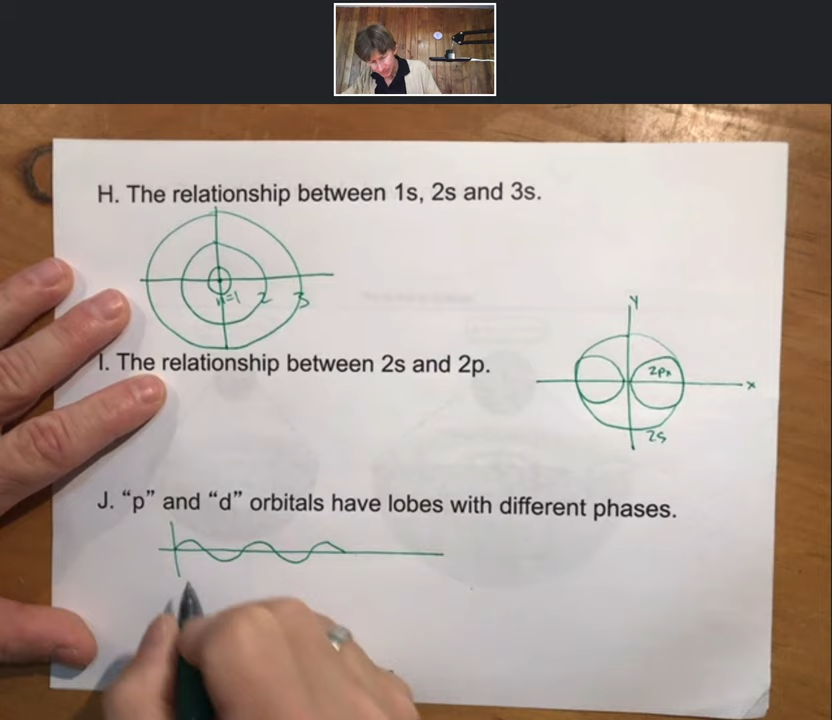 H. The relationship between 1s, 2s and 3s.
n=1 2 3
I. The relationship between 2s and 2p.
y
2px
x
2s
J. “p” and “d” orbitals have lobes with different phases.